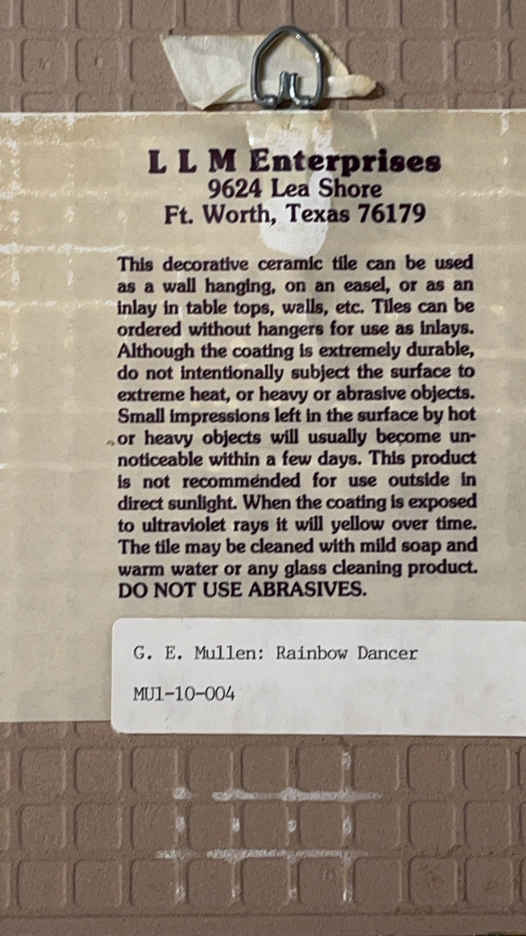 L L M Enterprises
9624 Lea Shore
Ft. Worth, Texas 76179
This decorative ceramic tile can be used
as a wall hanging, on an easel, or as an
inlay in table tops, walls, etc. Tiles can be
ordered without hangers for use as inlays.
Although the coating is extremely durable,
do not intentionally subject the surface to
extreme heat, or heavy or abrasive objects.
Small impressions left in the surface by hot
or heavy objects will usually become un-
noticeable within a few days. This product
is not recommended for use outside in
direct sunlight. When the coating is exposed
to ultraviolet rays it will yellow over time.
The tile may be cleaned with mild soap and
warm water or any glass cleaning product.
DO NOT USE ABRASIVES.
G. E. Mullen: Rainbow Dancer
MU1-10-004